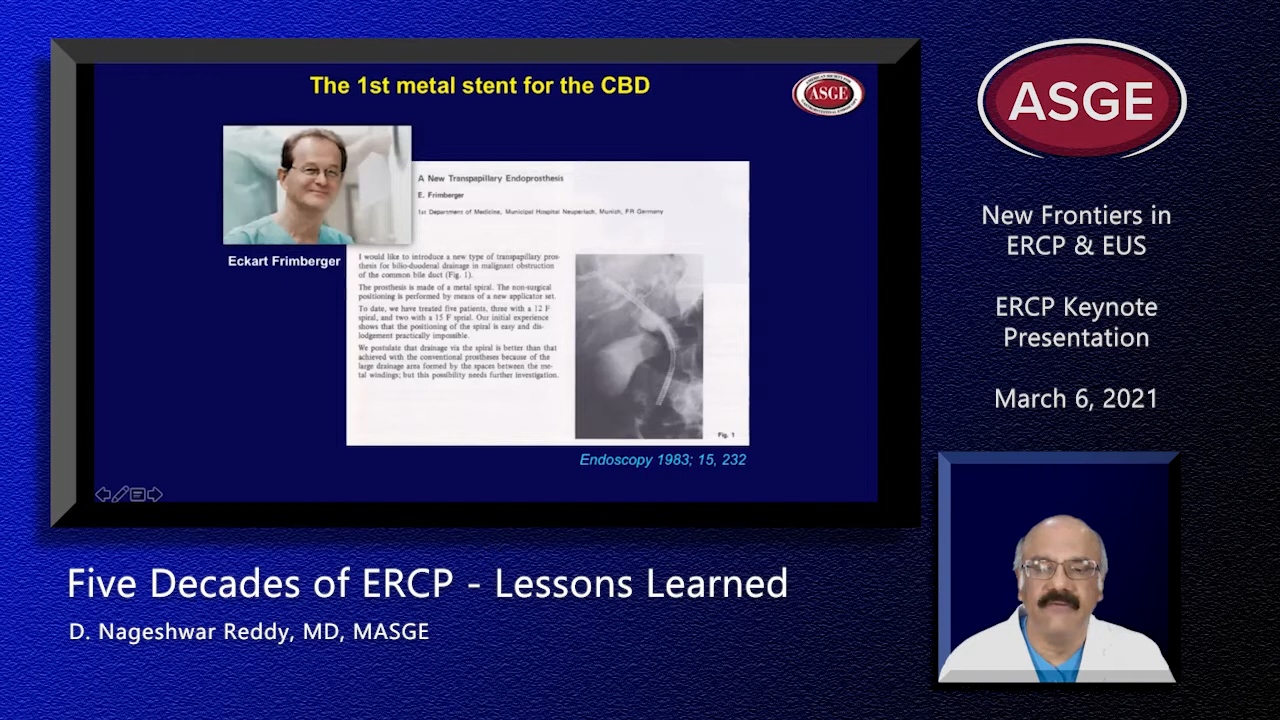 The 1st metal stent for the CBD
ASGE
A New Transpapillary Endoprosthesis
E. Frimberger
1st Department of Medicine, Municipal Hospital Neuperlach, Munich, FR Germany
Eckart Frimberger
I would like to introduce a new type of transpapillary pros-
thesis for bilio-duodenal drainage in malignant obstruction
of the common bile duct (Fig. 1).
The prosthesis is made of a metal spiral. The non-surgical
positioning is performed by means of a new applicator set.
To date, we have treated five patients, three with a 12 F
spiral, and two with a 15 F sprial. Our initial experience
shows that the positioning of the spiral is easy and dis-
lodgement practically impossible.
We postulate that drainage via the spiral is better than that
achieved with the conventional prostheses because of the
large drainage area formed by the spaces between the me-
tal windings; but this possibility needs further investigation.
Fig. 1
Endoscopy 1983; 15, 232
ASGE
New Frontiers in
ERCP & EUS
ERCP Keynote
Presentation
March 6, 2021
Five Decades of ERCP - Lessons Learned
D. Nageshwar Reddy, MD, MASGE